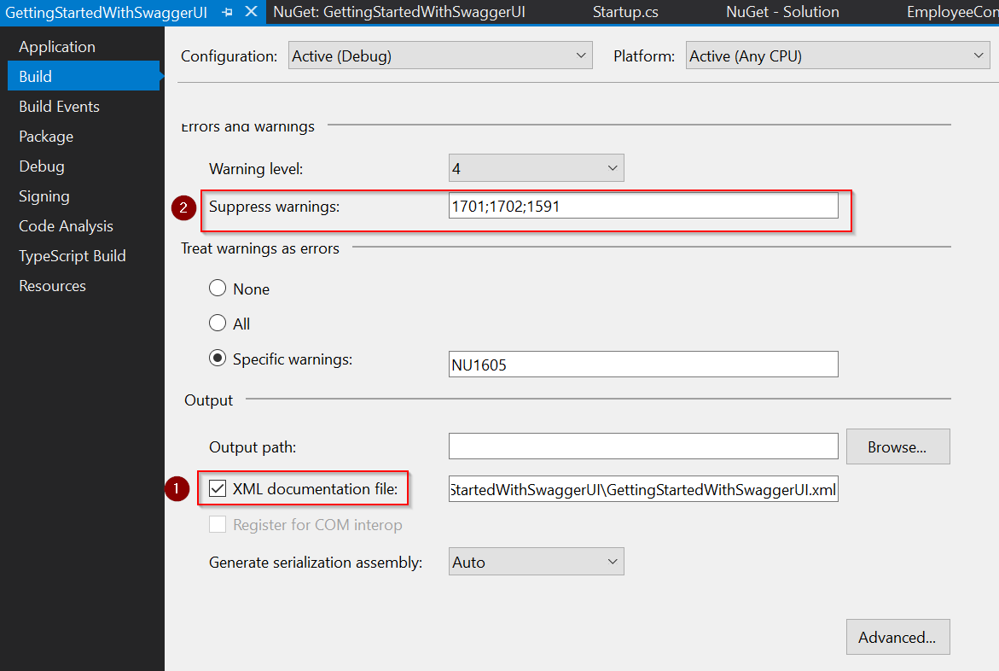 GettingStartedWithSwaggerUI NuGet: GettingStartedWithSwaggerUI Startup.cs NuGet - Solution EmployeeCon
Application
Build
Build Events
Package
Debug
Signing
Code Analysis
TypeScript Build
Resources
Configuration: Active (Debug) Platform: Active (Any CPU)
Errors and warnings
Warning level: 4
2 Suppress warnings: 1701;1702;1591
Treat warnings as errors
None
All
Specific warnings: NU1605
Output
Output path: Browse...
1 XML documentation file: StartedWithSwaggerUI\GettingStartedWithSwaggerUI.xml
Register for COM interop
Generate serialization assembly: Auto
Advanced...